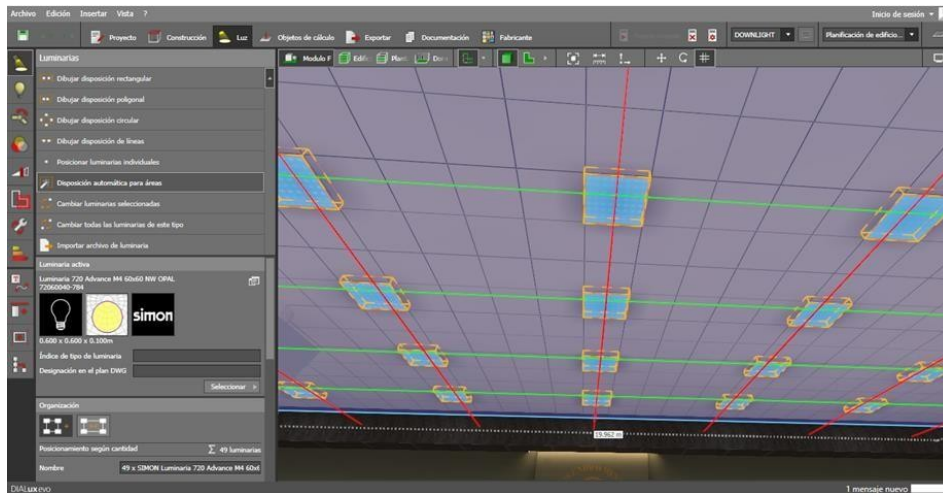 Archivo Edición Insertar Vista ?
Inicio de sesión
Proyecto Construcción Luz Objetos de cálculo Exportar Documentación Fabricante
DOWNLIGHT
Planificación de edificio...
Luminarias
Modulo F
Dibujar disposición rectangular
Dibujar disposición poligonal
Dibujar disposición circular
Dibujar disposición de líneas
Posicionar luminarias individuales
Disposición automática para áreas
Cambiar luminarias seleccionadas
Cambiar todas las luminarias de este tipo
Importar archivo de luminaria
Luminaria activa
Luminaria 720 Advance M4 60x60 NW OPAL
72060040-784
simon
0.600 x 0.600 x 0.100m
Índice de tipo de luminaria
Designación en el plan DWG
Seleccionar
Organización
Posicionamiento según cantidad
Σ 49 luminarias
Nombre
49 x SIMON Luminaria 720 Advance M4 60x6
19.962 m
DIALux evo
1 mensaje nuevo